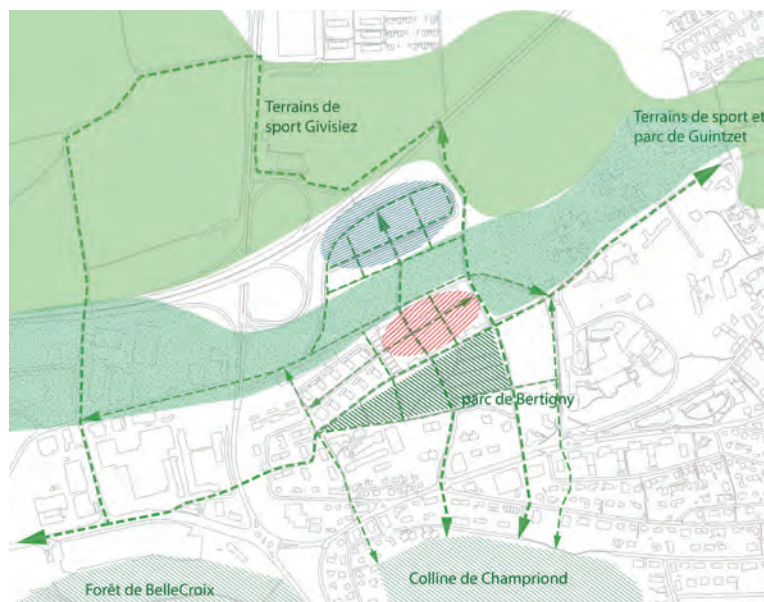 Terrains de
sport Givisiez
Terrains de sport et
parc de Guintzet
parc de Bertigny
Colline de Champriond
Forêt de BelleCroix